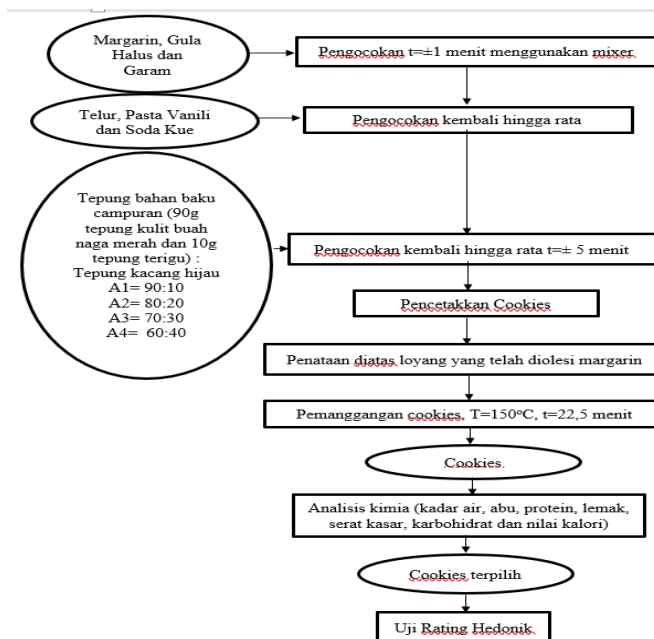 Margarin, Gula
Halus dan
Garam
Pengocokan t=±1 menit menggunakan mixer
Telur, Pasta Vanili
dan Soda Kue
Pengocokan kembali hingga rata
Tepung bahan baku
campuran (90g
tepung kulit buah
naga merah dan 10g
tepung terigu) :
Tepung kacang hijau
A1= 90:10
A2= 80:20
A3= 70:30
A4= 60:40
Pengocokan kembali hingga rata t=± 5 menit
Pencetakkan Cookies
Penataan diatas loyang yang telah diolesi margarin
Pemanggangan cookies, T=150°C, t=22,5 menit
Cookies
Analisis kimia (kadar air, abu, protein, lemak,
serat kasar, karbohidrat dan nilai kalori)
Cookies terpilih
Uji Rating Hedonik